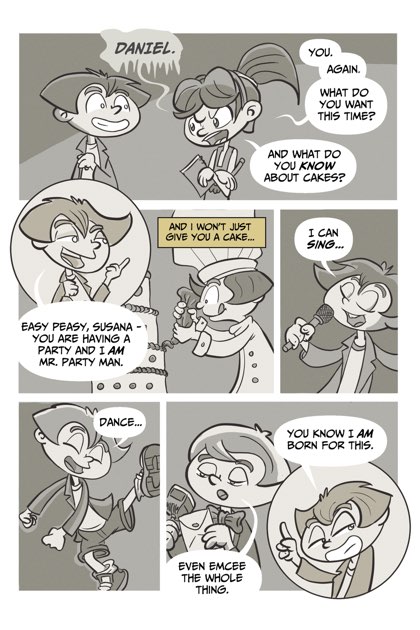 DANIEL.
YOU.
AGAIN.
WHAT DO
YOU WANT
THIS TIME?
AND WHAT DO
YOU KNOW
ABOUT CAKES?
EASY PEASY, SUSANA -
YOU ARE HAVING A
PARTY AND I AM
MR. PARTY MAN.
AND I WON'T JUST
GIVE YOU A CAKE...
I CAN
SING...
DANCE...
EVEN EMCEE
THE WHOLE
THING.
YOU KNOW I AM
BORN FOR THIS.